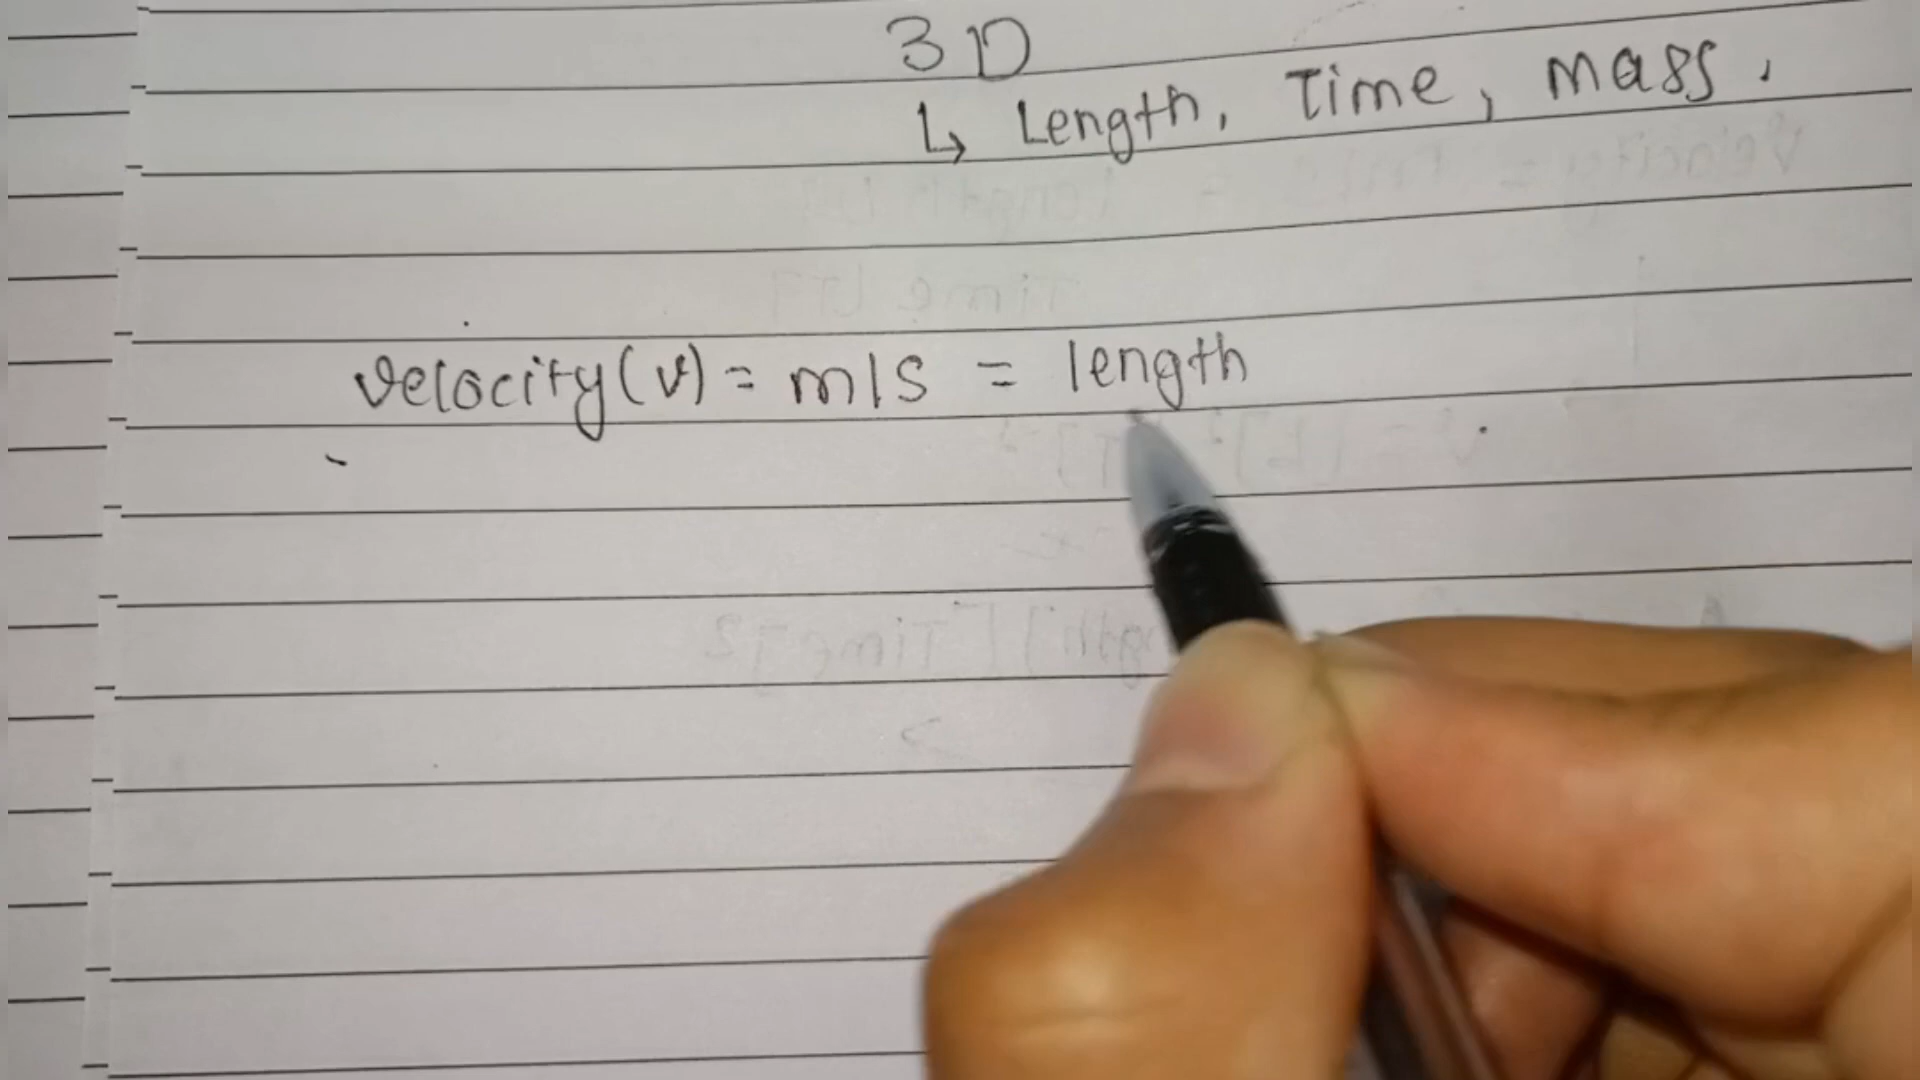 3D
↳ Length, Time, mass.
velocity(v) = m/s = length